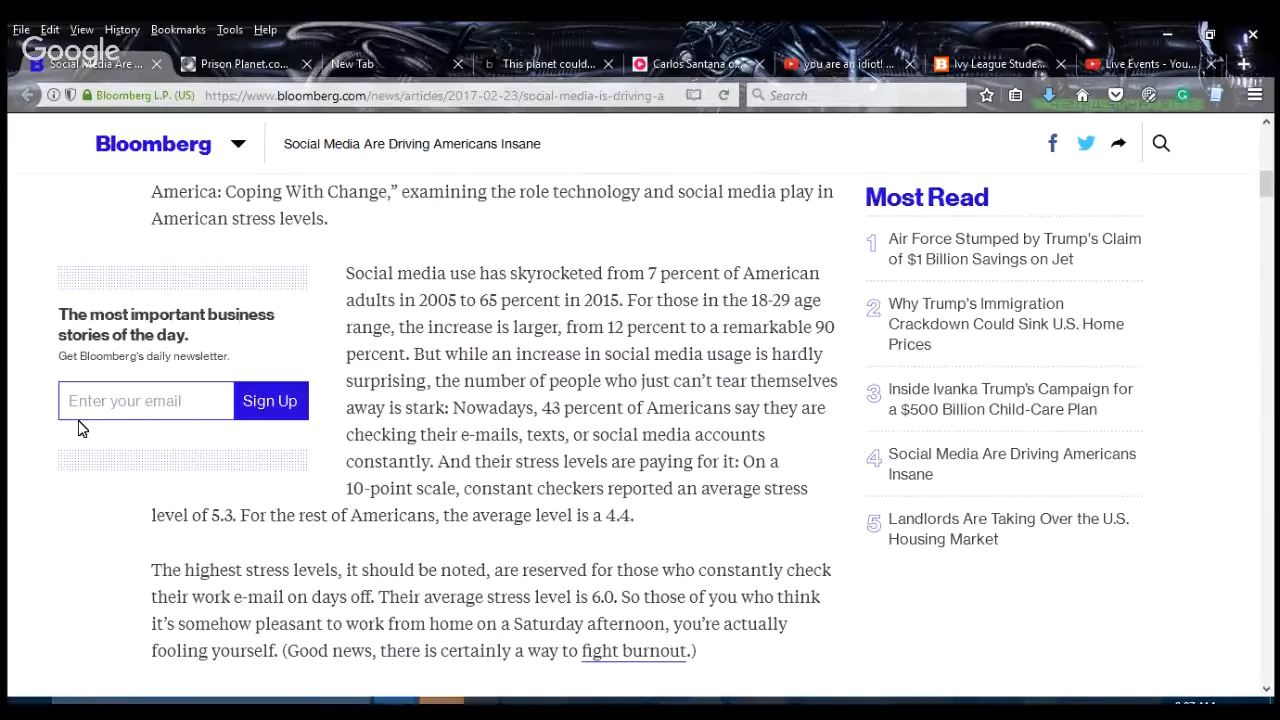 File Edit View History Bookmarks Tools Help
Google
Social Media Are ... Prison Planet.co... New Tab This planet could... Carlos Santana o... you are an idiot! ... Ivy League Stude... Live Events - You...
Bloomberg L.P. (US) https://www.bloomberg.com/news/articles/2017-02-23/social-media-is-driving-a Search
Bloomberg Social Media Are Driving Americans Insane
America: Coping With Change,” examining the role technology and social media play in
American stress levels.
The most important business
stories of the day.
Get Bloomberg's daily newsletter.
Enter your email Sign Up
Social media use has skyrocketed from 7 percent of American
adults in 2005 to 65 percent in 2015. For those in the 18-29 age
range, the increase is larger, from 12 percent to a remarkable 90
percent. But while an increase in social media usage is hardly
surprising, the number of people who just can’t tear themselves
away is stark: Nowadays, 43 percent of Americans say they are
checking their e-mails, texts, or social media accounts
constantly. And their stress levels are paying for it: On a
10-point scale, constant checkers reported an average stress
level of 5.3. For the rest of Americans, the average level is a 4.4.
The highest stress levels, it should be noted, are reserved for those who constantly check
their work e-mail on days off. Their average stress level is 6.0. So those of you who think
it’s somehow pleasant to work from home on a Saturday afternoon, you’re actually
fooling yourself. (Good news, there is certainly a way to fight burnout.)
Most Read
1 Air Force Stumped by Trump's Claim
of $1 Billion Savings on Jet
2 Why Trump's Immigration
Crackdown Could Sink U.S. Home
Prices
3 Inside Ivanka Trump’s Campaign for
a $500 Billion Child-Care Plan
4 Social Media Are Driving Americans
Insane
5 Landlords Are Taking Over the U.S.
Housing Market